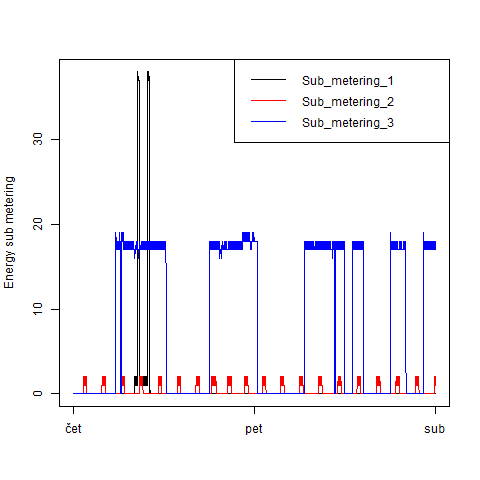 Sub_metering_1
Sub_metering_2
Sub_metering_3
Energy sub metering
30
20
10
0
čet pet sub